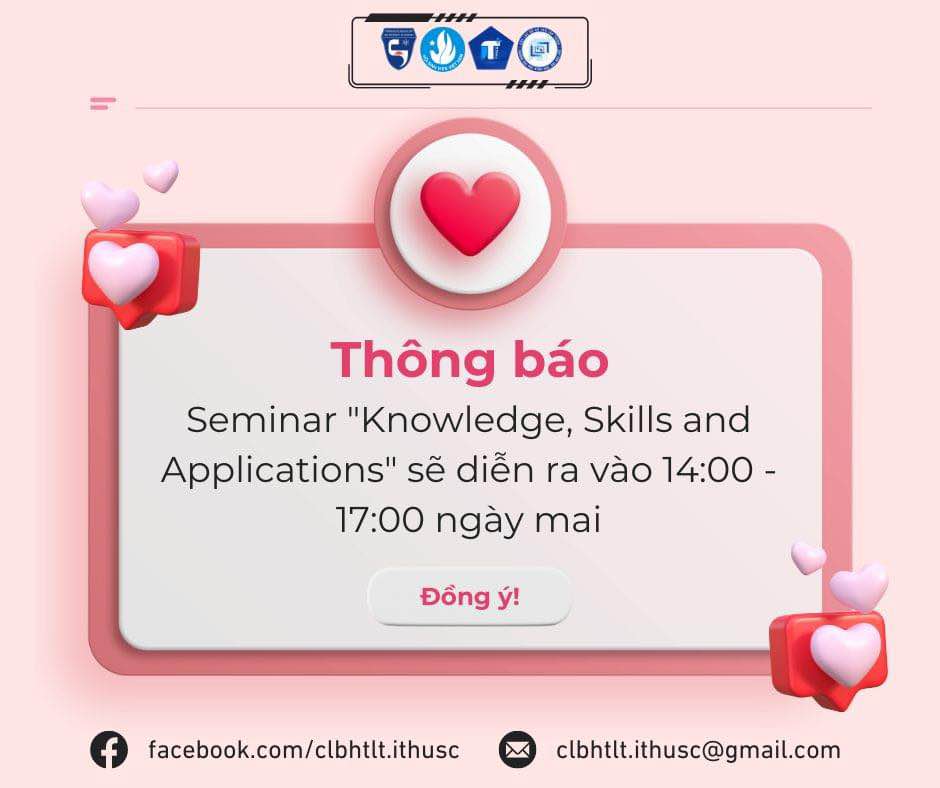 Thông báo
Seminar "Knowledge, Skills and
Applications" sẽ diễn ra vào 14:00 -
17:00 ngày mai
Đồng ý!
facebook.com/clbhtlt.ithusc
clbhtlt.ithusc@gmail.com